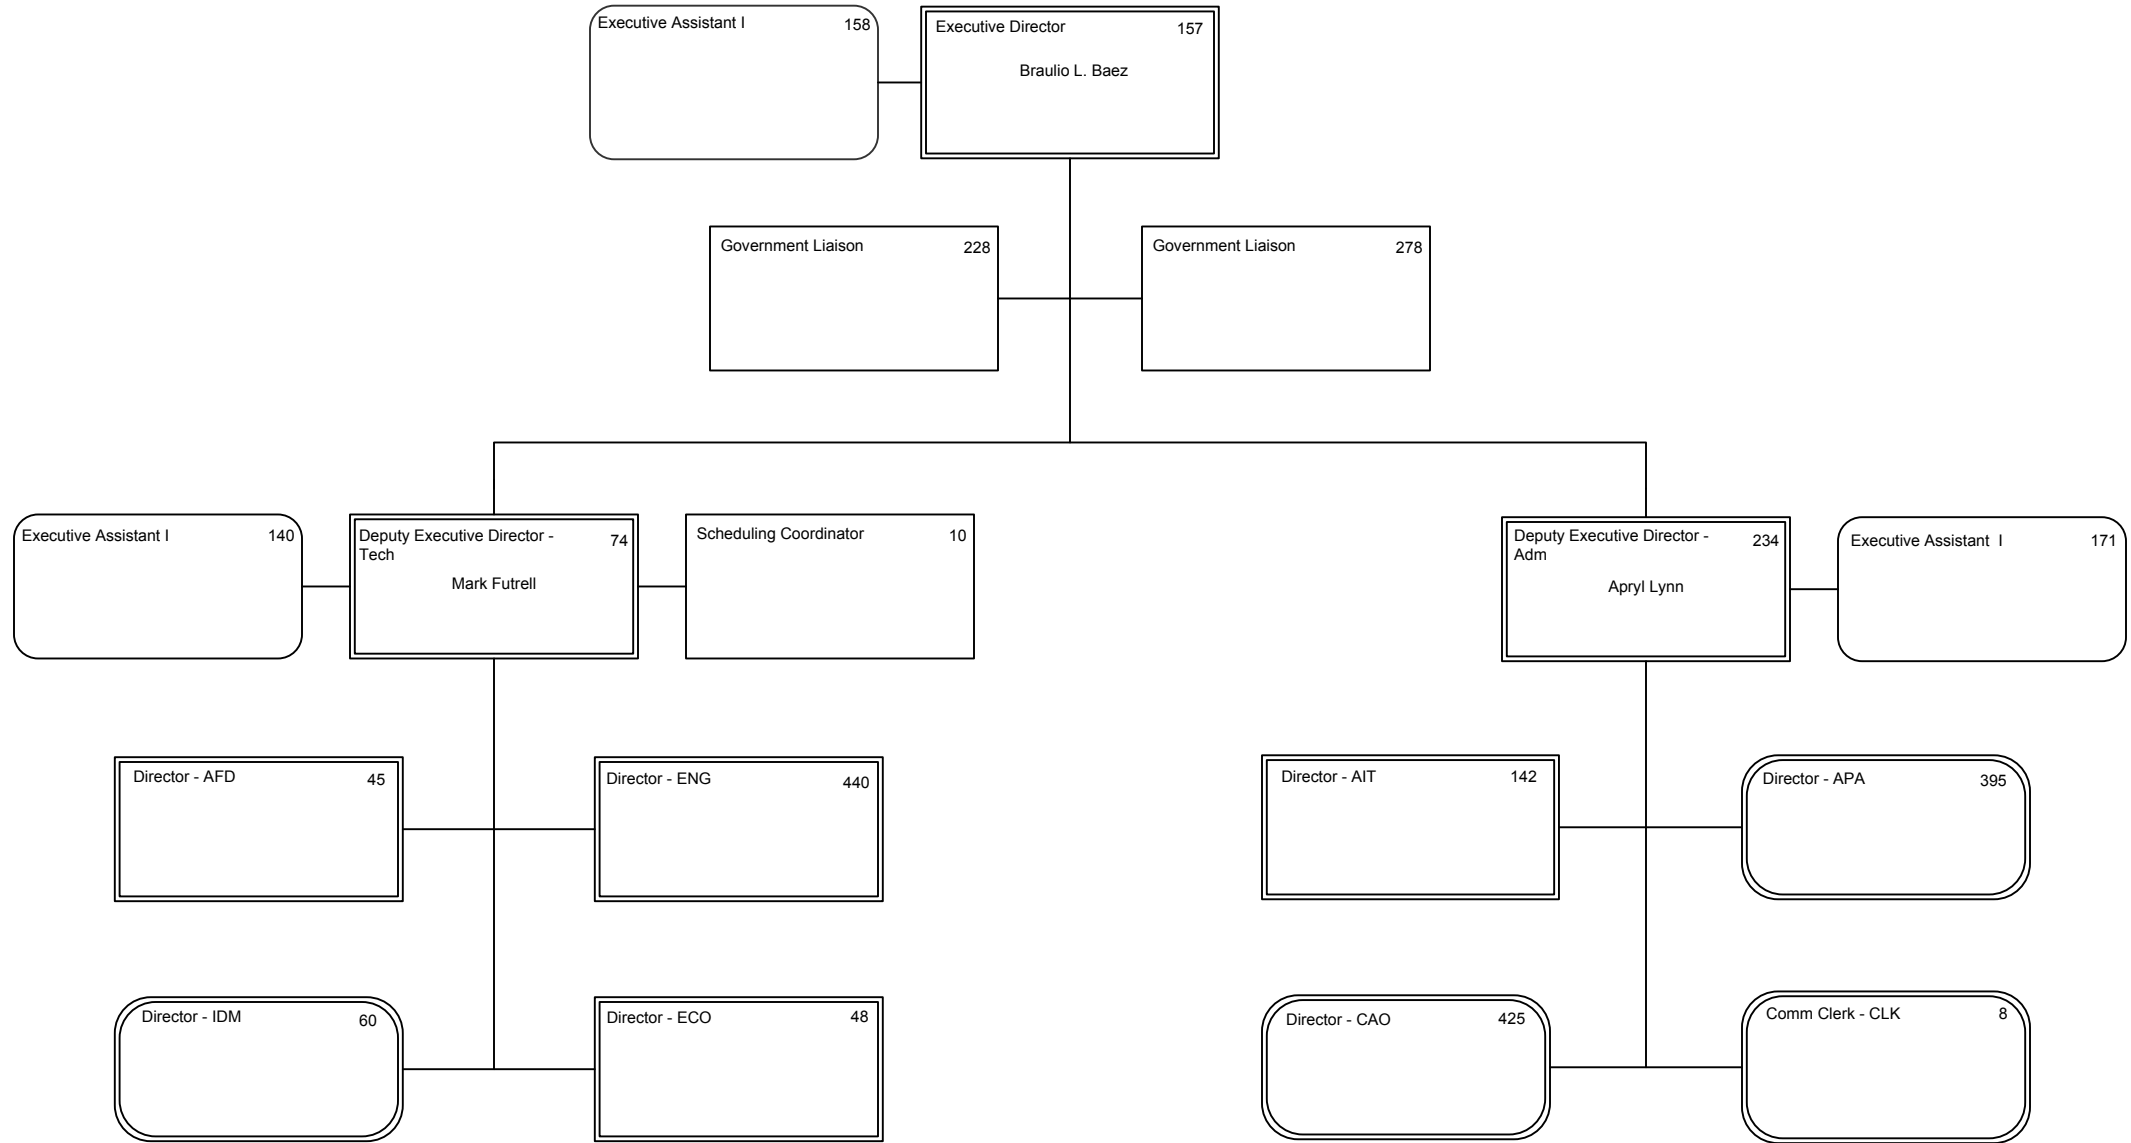 Executive Assistant I 158
Executive Director 157
Braulio L. Baez
Government Liaison 228
Government Liaison 278
Executive Assistant I 140
Deputy Executive Director - 74
Tech
Mark Futrell
Scheduling Coordinator 10
Deputy Executive Director - 234
Adm
Apryl Lynn
Executive Assistant I 171
Director - AFD 45
Director - ENG 440
Director - AIT 142
Director - APA 395
Director - IDM 60
Director - ECO 48
Director - CAO 425
Comm Clerk - CLK 8